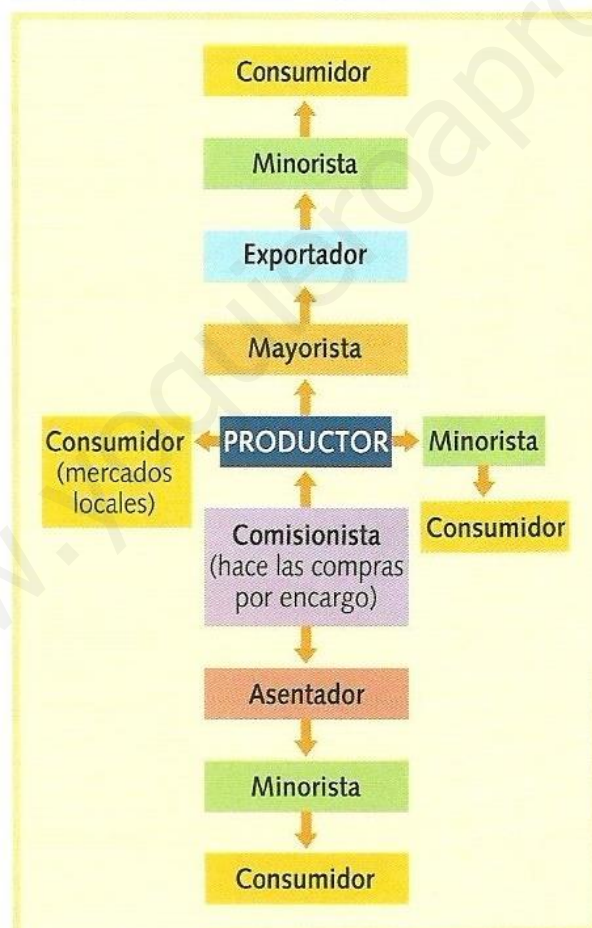 Consumidor
Minorista
Exportador
Mayorista
Consumidor
(mercados
locales)
PRODUCTOR
Minorista
Consumidor
Comisionista
(hace las compras
por encargo)
Asentador
Minorista
Consumidor